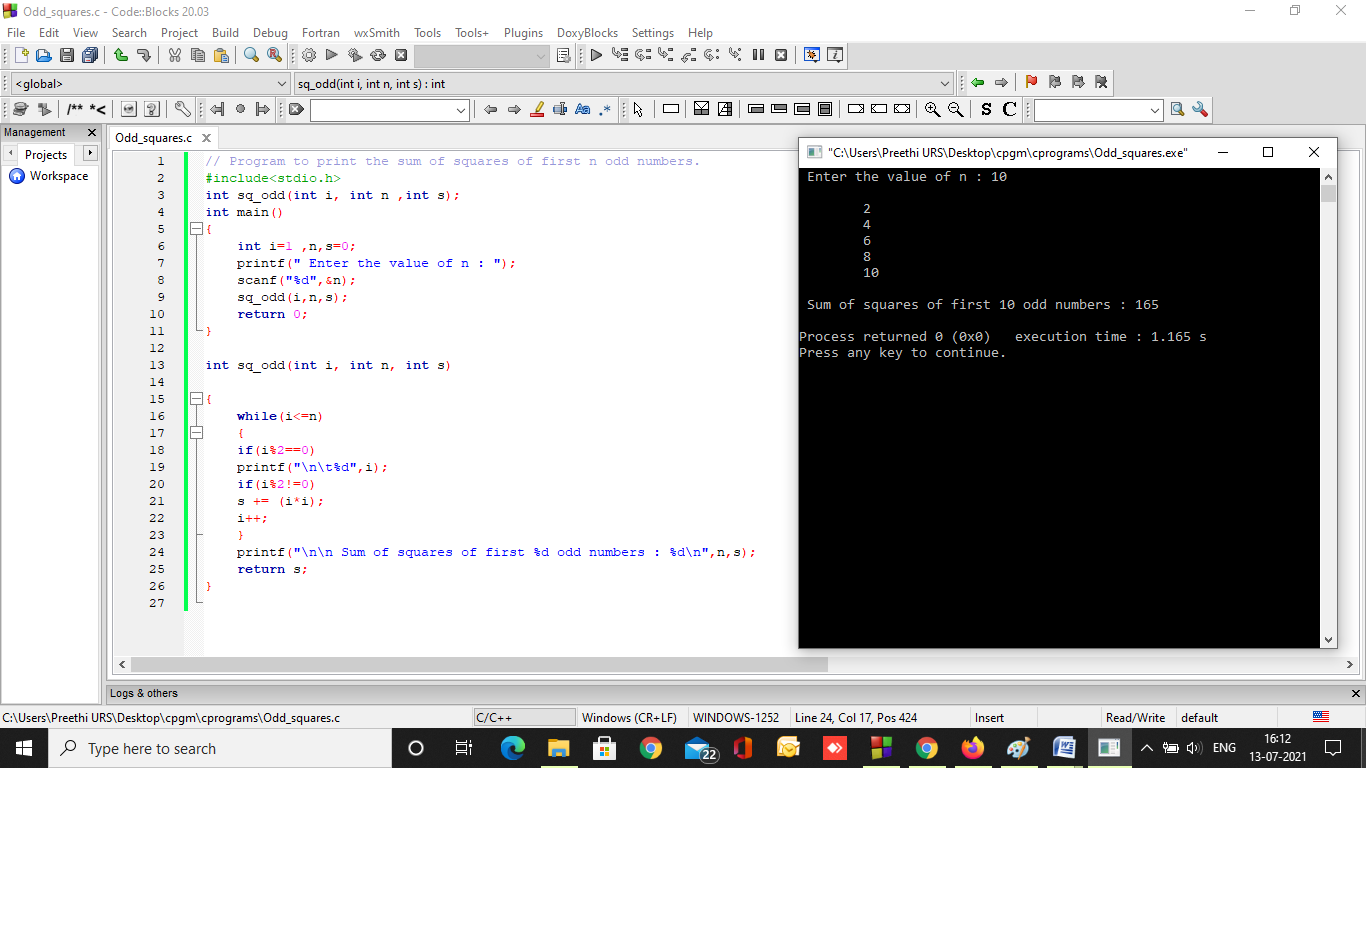 Odd_squares.c - Code::Blocks 20.03
File Edit View Search Project Build Debug Fortran wxSmith Tools Tools+ Plugins DoxyBlocks Settings Help
<global> sq_odd(int i, int n, int s) : int
/** *< Aa .* S C
Management
Projects
Workspace
Odd_squares.c
1 // Program to print the sum of squares of first n odd numbers.
2 #include<stdio.h>
3 int sq_odd(int i, int n ,int s);
4 int main()
5 {
6 int i=1 ,n,s=0;
7 printf(" Enter the value of n : ");
8 scanf("%d",&n);
9 sq_odd(i,n,s);
10 return 0;
11 }
12
13 int sq_odd(int i, int n, int s)
14
15 {
16 while(i<=n)
17 {
18 if(i%2==0)
19 printf("\n\t%d",i);
20 if(i%2!=0)
21 s += (i*i);
22 i++;
23 }
24 printf("\n\n Sum of squares of first %d odd numbers : %d\n",n,s);
25 return s;
26 }
27
"C:\Users\Preethi URS\Desktop\cpgm\cprograms\Odd_squares.exe"
Enter the value of n : 10
2
4
6
8
10
Sum of squares of first 10 odd numbers : 165
Process returned 0 (0x0) execution time : 1.165 s
Press any key to continue.
Logs & others
C:\Users\Preethi URS\Desktop\cpgm\cprograms\Odd_squares.c C/C++ Windows (CR+LF) WINDOWS-1252 Line 24, Col 17, Pos 424 Insert Read/Write default
Type here to search 22 ENG 16:12
13-07-2021